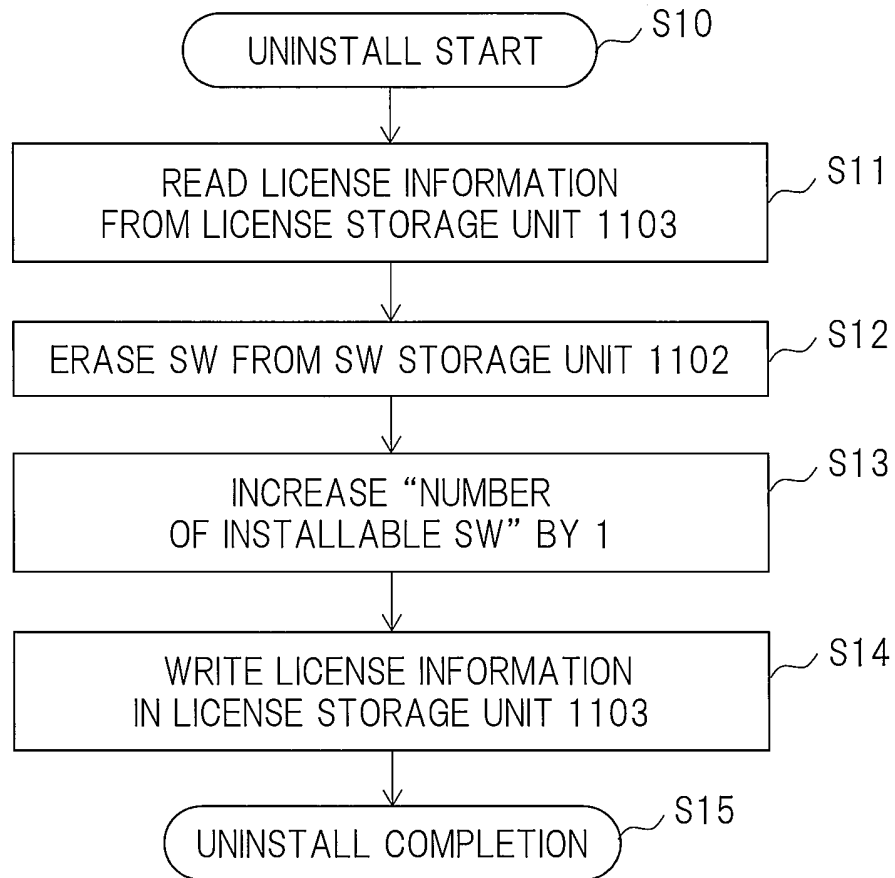 UNINSTALL START
S10
READ LICENSE INFORMATION
FROM LICENSE STORAGE UNIT 1103
S11
ERASE SW FROM SW STORAGE UNIT 1102
S12
INCREASE “NUMBER
OF INSTALLABLE SW” BY 1
S13
WRITE LICENSE INFORMATION
IN LICENSE STORAGE UNIT 1103
S14
UNINSTALL COMPLETION
S15